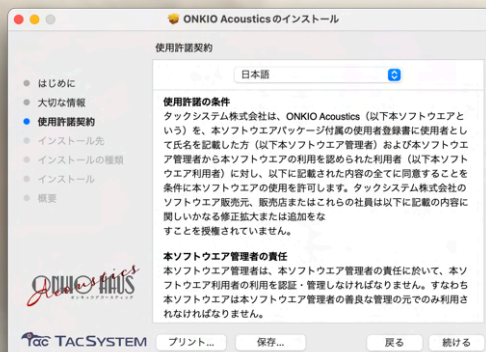 ONKIO Acousticsのインストール
使用許諾契約
はじめに
大切な情報
使用許諾契約
インストール先
インストールの種類
インストール
概要
日本語
使用許諾の条件
タックシステム株式会社は、ONKIO Acoustics（以下本ソフトウエアと
いう）を、本ソフトウエアパッケージ付属の使用者登録書に使用者とし
て氏名を記載した方（以下本ソフトウエア管理者）および本ソフトウエ
ア管理者から本ソフトウエアの利用を認められた利用者（以下本ソフト
ウエア利用者）に対し、以下に記載された内容の全てに同意することを
条件に本ソフトウエアの使用を許可します。タックシステム株式会社の
ソフトウエア販売元、販売店またはこれらの社員は以下に記載の内容に
関しいかなる修正拡大または追加をな
すことを授権されていません。
本ソフトウエア管理者の責任
本ソフトウエア管理者は、本ソフトウエア管理者の責任に於いて、本ソ
フトウエア利用者の利用を認証・管理しなければなりません。すなわち
本ソフトウエアは本ソフトウエア管理者の善良な管理の元でのみ利用さ
れなければなりません。
ONKIO HAUS
Acoustics
オンキョウアコースティック
Tac TACSYSTEM
プリント...
保存...
戻る
続ける